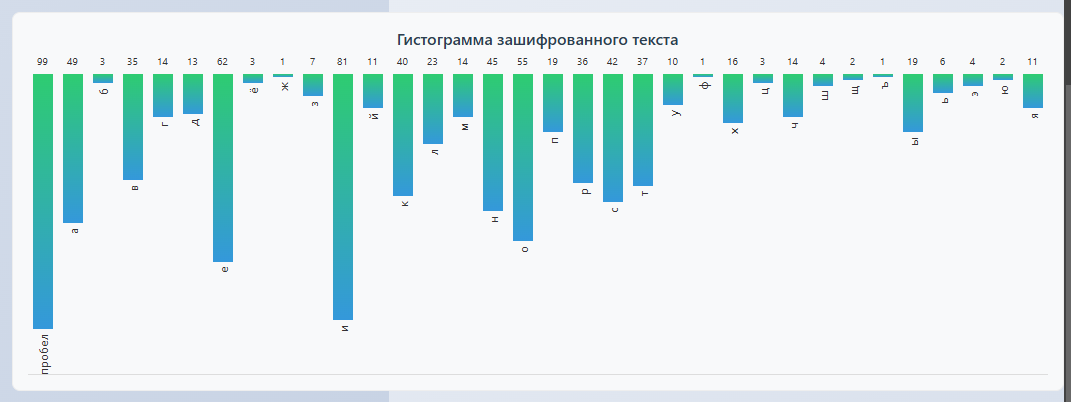 Гистограмма зашифрованного текста
99 49 3 35 14 13 62 3 1 7 81 11 40 23 14 45 55 19 36 42 37 10 1 16 3 14 4 2 1 19 6 4 2 11
пробел а б в г д е ё ж з и й к л м н о п р с т у ф х ц ч ш щ ъ ы ь э ю я